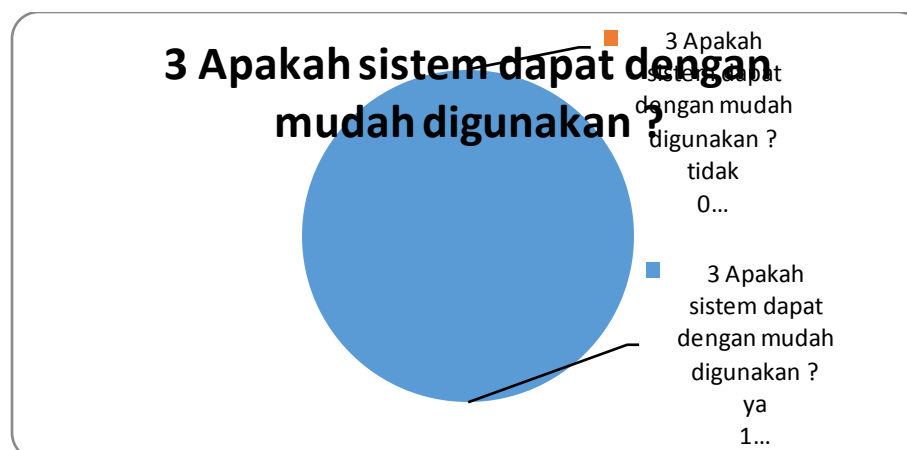 3 Apakah sistem dapat dengan
mudah digunakan ?
3 Apakah
sistem dapat
dengan mudah
digunakan ?
tidak
0...
3 Apakah
sistem dapat
dengan mudah
digunakan ?
ya
1...